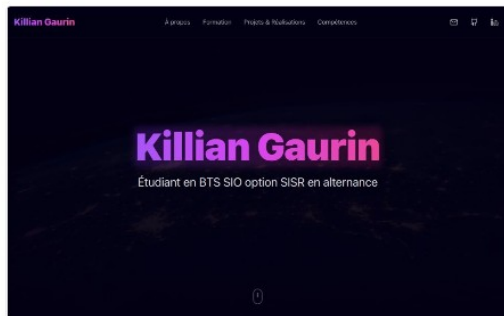 Killian Gaurin
À propos Formation Projets & Réalisations Compétences
Killian Gaurin
Étudiant en BTS SIO option SISR en alternance